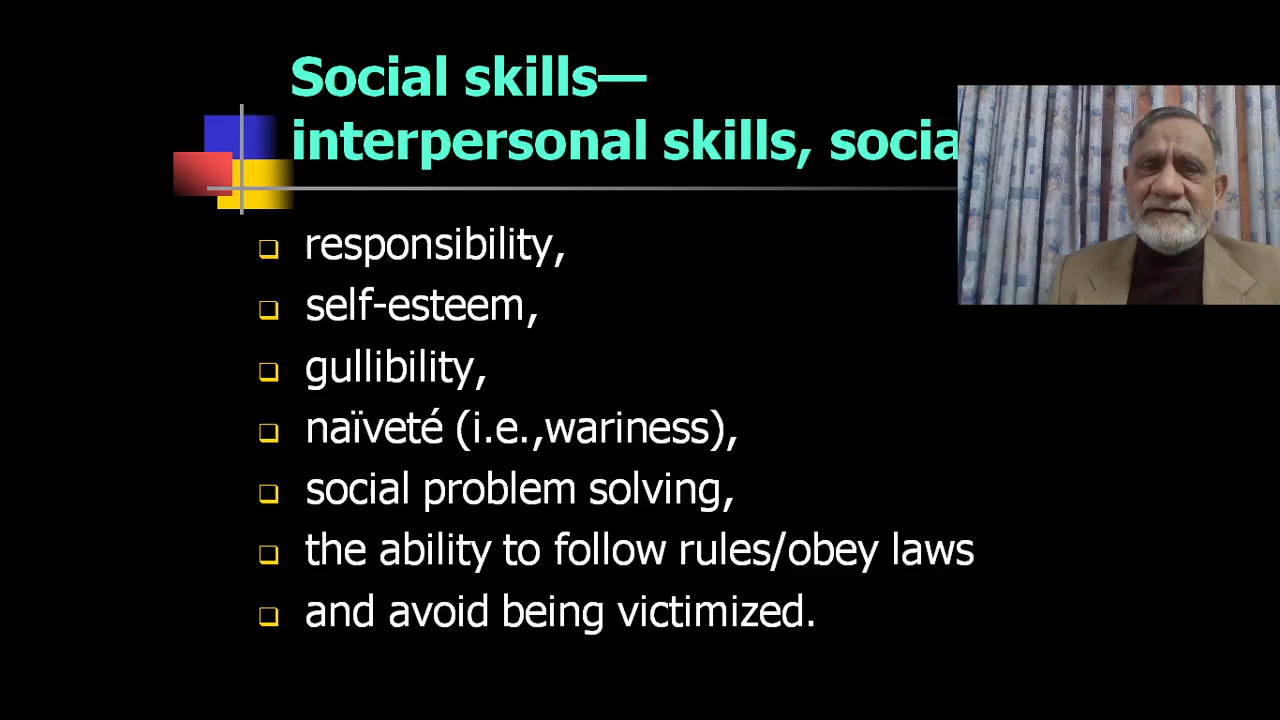 Social skills—
interpersonal skills, socia
responsibility,
self-esteem,
gullibility,
naïveté (i.e.,wariness),
social problem solving,
the ability to follow rules/obey laws
and avoid being victimized.